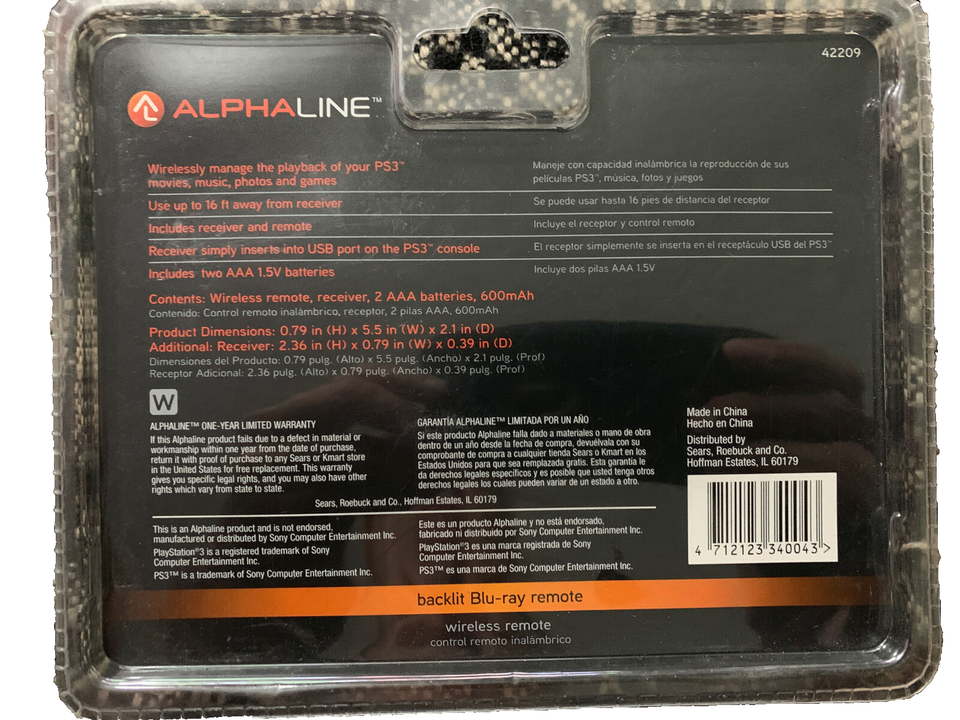 42209
ALPHALINE™
Wirelessly manage the playback of your PS3™
movies, music, photos and games
Maneje con capacidad inalámbrica la reproducción de sus
películas PS3™, música, fotos y juegos
Use up to 16 ft away from receiver
Se puede usar hasta 16 pies de distancia del receptor
Includes receiver and remote
Incluye el receptor y control remoto
Receiver simply inserts into USB port on the PS3™ console
El receptor simplemente se inserta en el receptáculo USB del PS3™
Includes two AAA 1.5V batteries
Incluye dos pilas AAA 1.5V
Contents: Wireless remote, receiver, 2 AAA batteries, 600mAh
Contenido: Control remoto inalámbrico, receptor, 2 pilas AAA, 600mAh
Product Dimensions: 0.79 in (H) x 5.5 in (W) x 2.1 in (D)
Additional: Receiver: 2.36 in (H) x 0.79 in (W) x 0.39 in (D)
Dimensiones del Producto: 0.79 pulg. (Alto) x 5.5 pulg. (Ancho) x 2.1 pulg. (Prof)
Receptor Adicional: 2.36 pulg. (Alto) x 0.79 pulg. (Ancho) x 0.39 pulg. (Prof)
W
ALPHALINE™ ONE-YEAR LIMITED WARRANTY
If this Alphaline product fails due to a defect in material or
workmanship within one year from the date of purchase,
return it with proof of purchase to any Sears or Kmart store
in the United States for free replacement. This warranty
gives you specific legal rights, and you may also have other
rights which vary from state to state.
GARANTÍA ALPHALINE™ LIMITADA POR UN AÑO
Si este producto Alphaline falla dado a materiales o mano de obra
dentro de un año desde la fecha de compra, devuélvala con su
comprobante de compra a cualquier tienda Sears o Kmart en los
Estados Unidos para que sea remplazada gratis. Esta garantía le
da derechos legales específicos y es posible que usted tenga otros
derechos legales los cuales pueden variar de un estado a otro.
Sears, Roebuck and Co., Hoffman Estates, IL 60179
Made in China
Hecho en China
Distributed by
Sears, Roebuck and Co.
Hoffman Estates, IL 60179
4 712123 340043 >
This is an Alphaline product and is not endorsed,
manufactured or distributed by Sony Computer Entertainment Inc.
PlayStation®3 is a registered trademark of Sony
Computer Entertainment Inc.
PS3™ is a trademark of Sony Computer Entertainment Inc.
Este es un producto Alphaline y no está endorsado,
fabricado ni distribuido por Sony Computer Entertainment Inc.
PlayStation®3 es una marca registrada de Sony
Computer Entertainment Inc.
PS3™ es una marca de Sony Computer Entertainment Inc.
backlit Blu-ray remote
wireless remote
control remoto inalámbrico